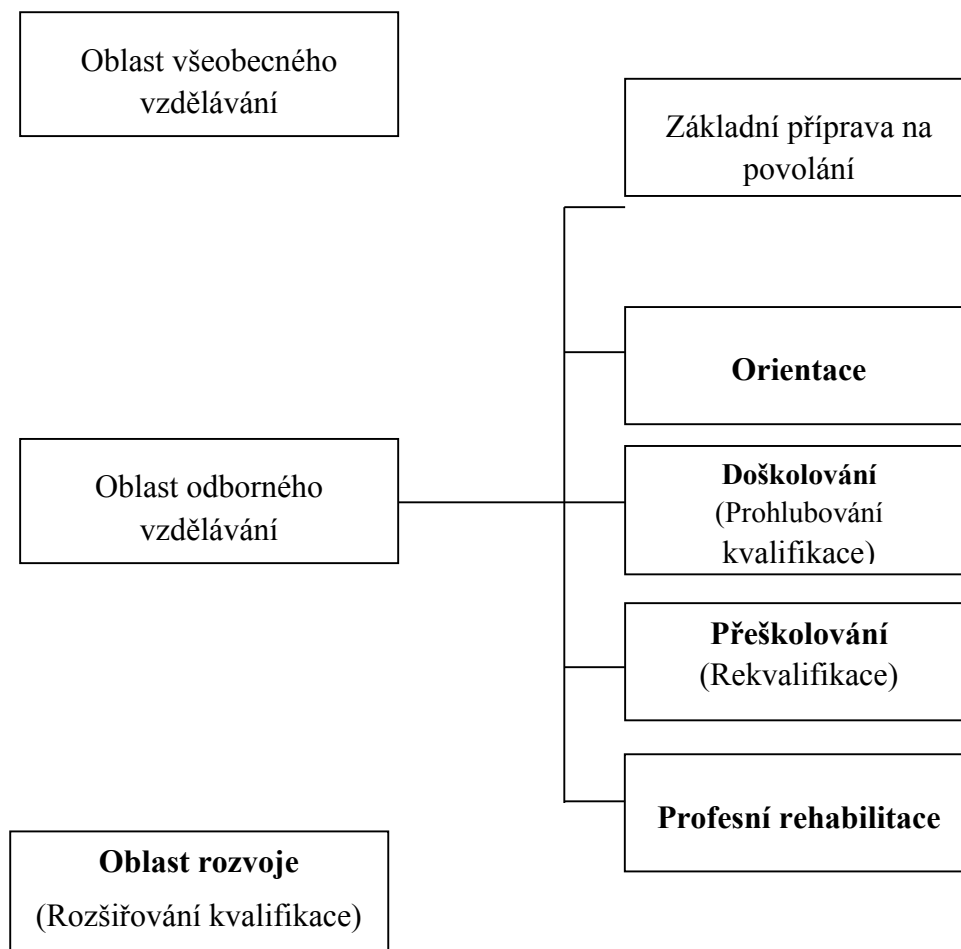 Oblast všeobecného
vzdělávání
Základní příprava na
povolání
Orientace
Oblast odborného
vzdělávání
Doškolování
(Prohlubování
kvalifikace)
Přeškolování
(Rekvalifikace)
Profesní rehabilitace
Oblast rozvoje
(Rozšiřování kvalifikace)